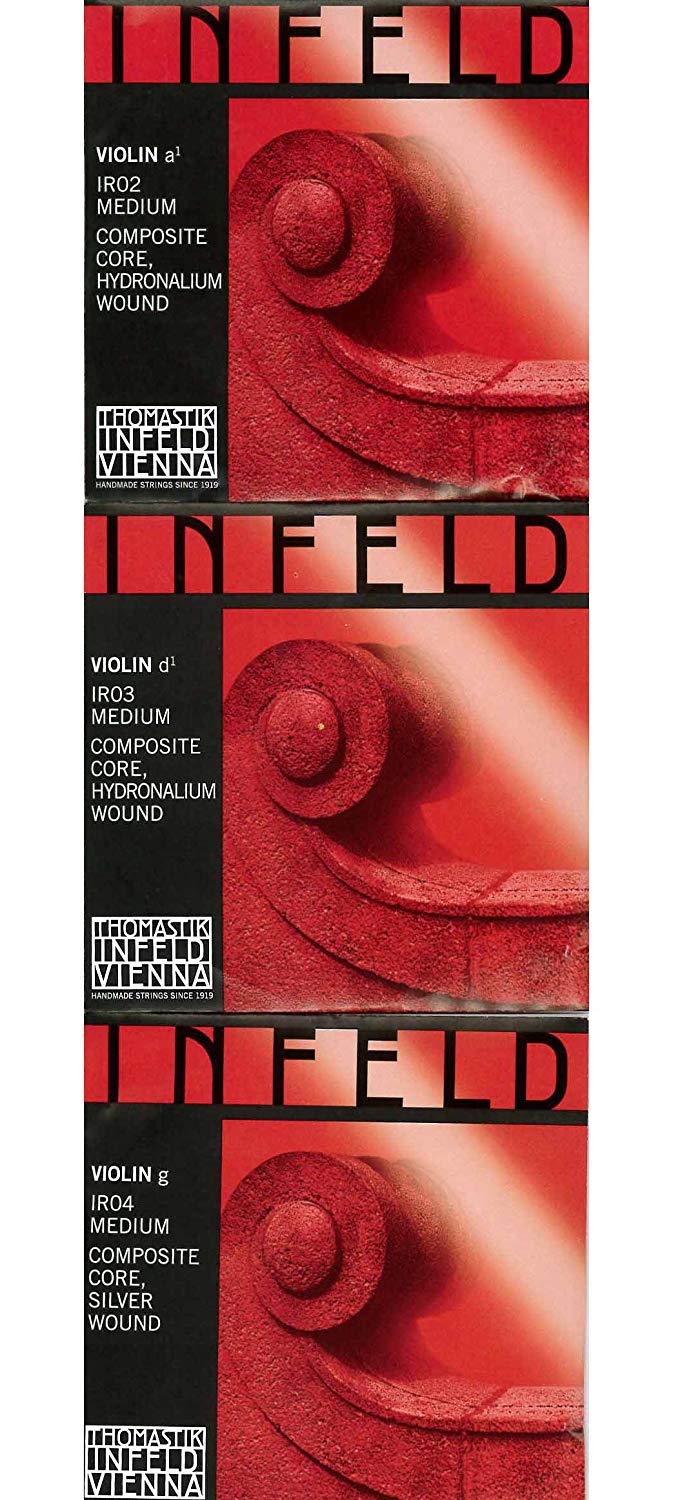 INFELD
VIOLIN a¹
IR02
MEDIUM
COMPOSITE
CORE,
HYDRONALIUM
WOUND
THOMASTIK
INFELD
VIENNA
HANDMADE STRINGS SINCE 1919
INFELD
VIOLIN d¹
IR03
MEDIUM
COMPOSITE
CORE,
HYDRONALIUM
WOUND
THOMASTIK
INFELD
VIENNA
HANDMADE STRINGS SINCE 1919
INFELD
VIOLIN g
IR04
MEDIUM
COMPOSITE
CORE,
SILVER
WOUND
THOMASTIK
INFELD
VIENNA